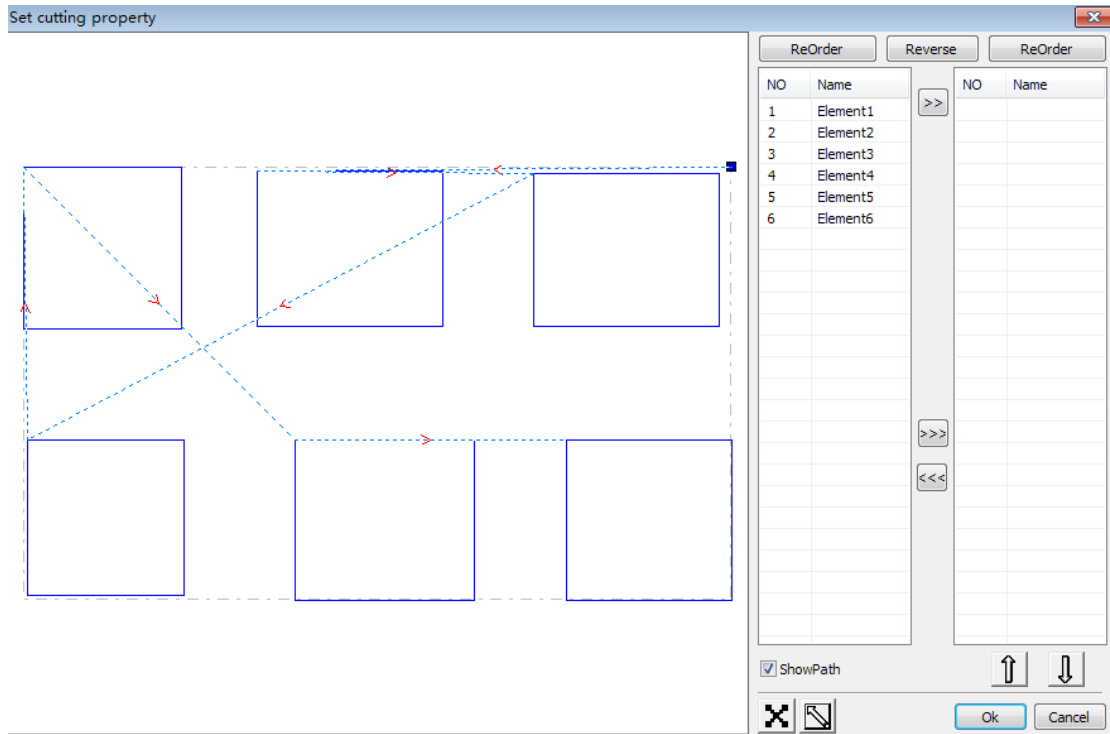 Set cutting property
ReOrder Reverse ReOrder
NO Name >> NO Name
1 Element1
2 Element2
3 Element3
4 Element4
5 Element5
6 Element6
>>>
<<<
ShowPath
Ok Cancel